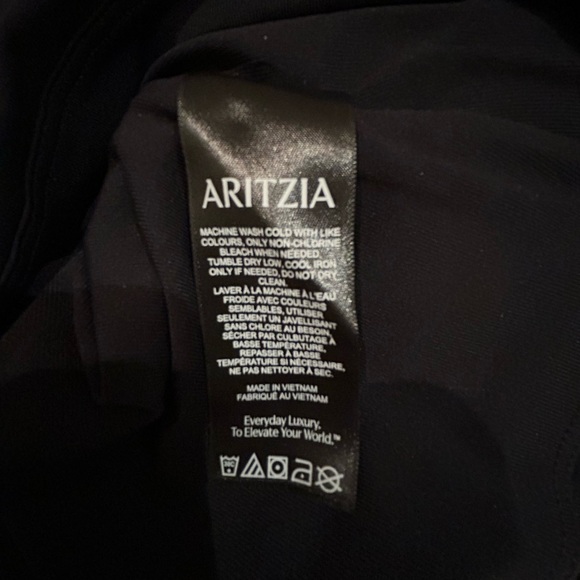 ARITZIA
MACHINE WASH COLD WITH LIKE
COLOURS, ONLY NON-CHLORINE
BLEACH WHEN NEEDED,
TUMBLE DRY LOW, COOL IRON
ONLY IF NEEDED, DO NOT DRY
CLEAN.
LAVER À LA MACHINE À L'EAU
FROIDE AVEC COULEURS
SEMBLABLES, UTILISER
SEULEMENT UN JAVELLISANT
SANS CHLORE AU BESOIN,
SÉCHER PAR CULBUTAGE À
BASSE TEMPÉRATURE,
REPASSER À BASSE
TEMPÉRATURE SI NÉCESSAIRE,
NE PAS NETTOYER À SEC.
MADE IN VIETNAM
FABRIQUÉ AU VIETNAM
Everyday Luxury.
To Elevate Your World.™
30C